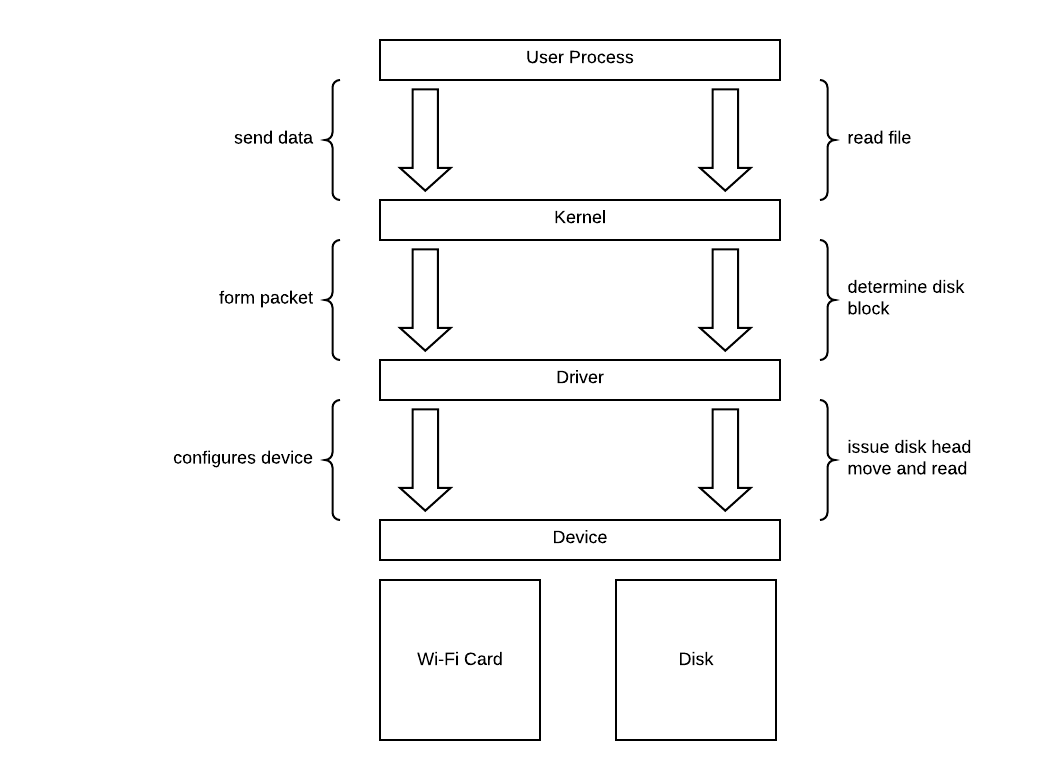 User Process
send data
read file
Kernel
form packet
determine disk
block
Driver
configures device
issue disk head
move and read
Device
Wi-Fi Card
Disk